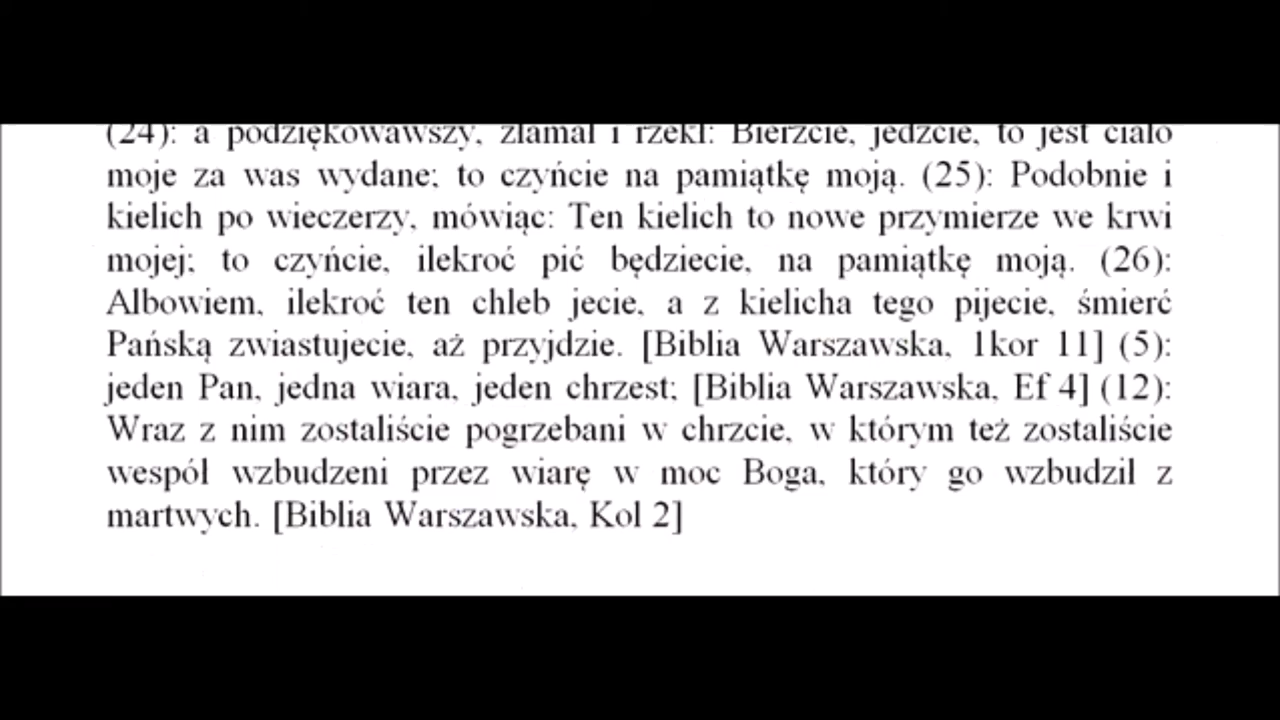 (24): a podziękowawszy, złamał i rzekł: Bierzcie, jedzcie, to jest ciało
moje za was wydane; to czyńcie na pamiątkę moją. (25): Podobnie i
kielich po wieczerzy, mówiąc: Ten kielich to nowe przymierze we krwi
mojej; to czyńcie, ilekroć pić będziecie, na pamiątkę moją. (26):
Albowiem, ilekroć ten chleb jecie, a z kielicha tego pijecie, śmierć
Pańską zwiastujecie, aż przyjdzie. [Biblia Warszawska, 1kor 11] (5):
jeden Pan, jedna wiara, jeden chrzest; [Biblia Warszawska, Ef 4] (12):
Wraz z nim zostaliście pogrzebani w chrzcie, w którym też zostaliście
wespół wzbudzeni przez wiarę w moc Boga, który go wzbudził z
martwych. [Biblia Warszawska, Kol 2]